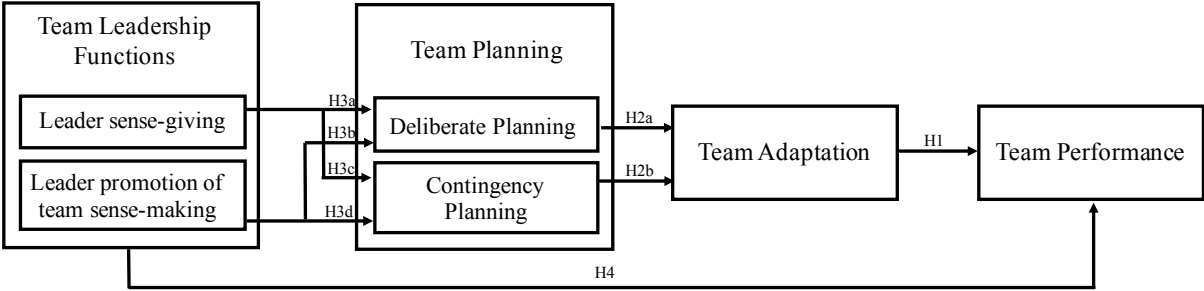 Team Leadership
Functions
Leader sense-giving
Leader promotion of
team sense-making
H3a
H3b
H3c
H3d
Team Planning
Deliberate Planning
Contingency
Planning
H2a
H2b
Team Adaptation
H1
Team Performance
H4